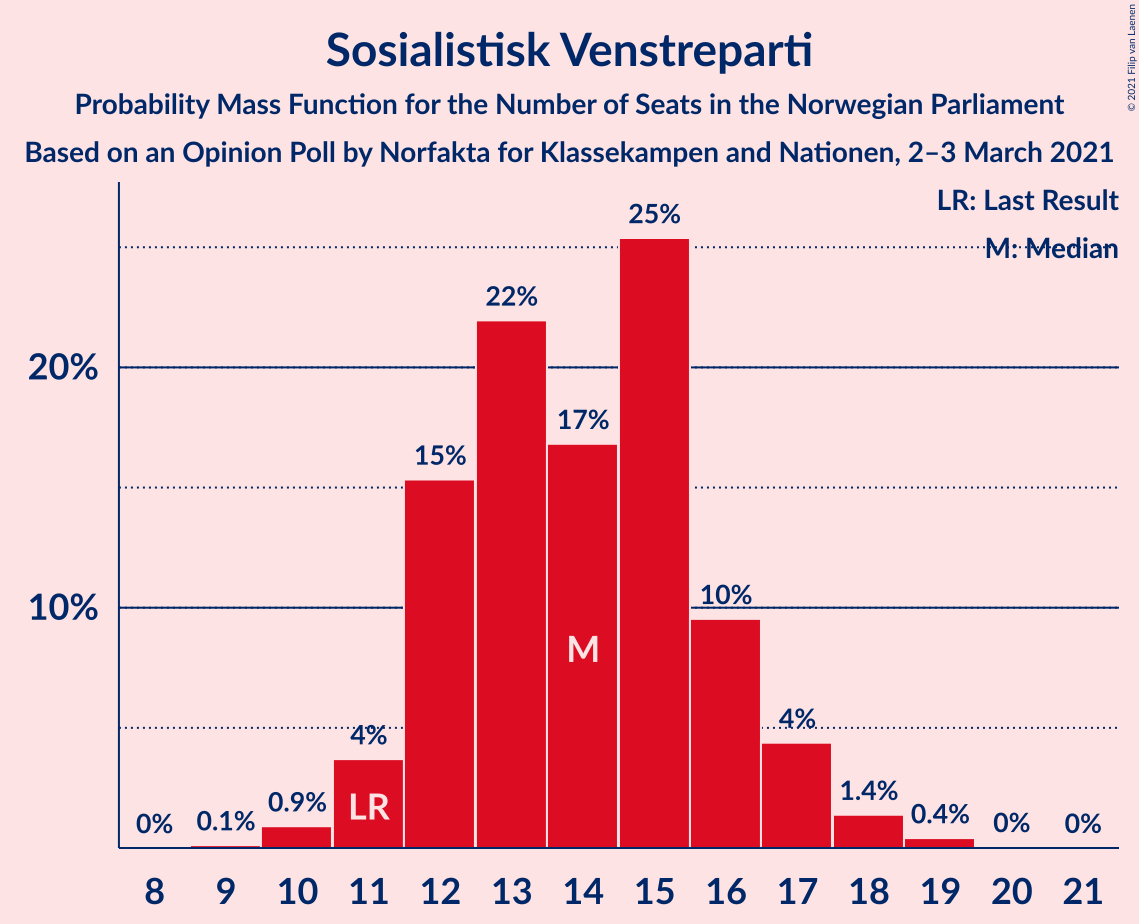 Sosialistisk Venstreparti
Probability Mass Function for the Number of Seats in the Norwegian Parliament
Based on an Opinion Poll by Norfakta for Klassekampen and Nationen, 2–3 March 2021
© 2021 Filip van Laenen
LR: Last Result
M: Median
25%
22%
20%
17%
15%
10%
10%
M
4%
4%
LR
1.4%
0.9%
0.4%
0.1%
0%
0%
0%
8 9 10 11 12 13 14 15 16 17 18 19 20 21